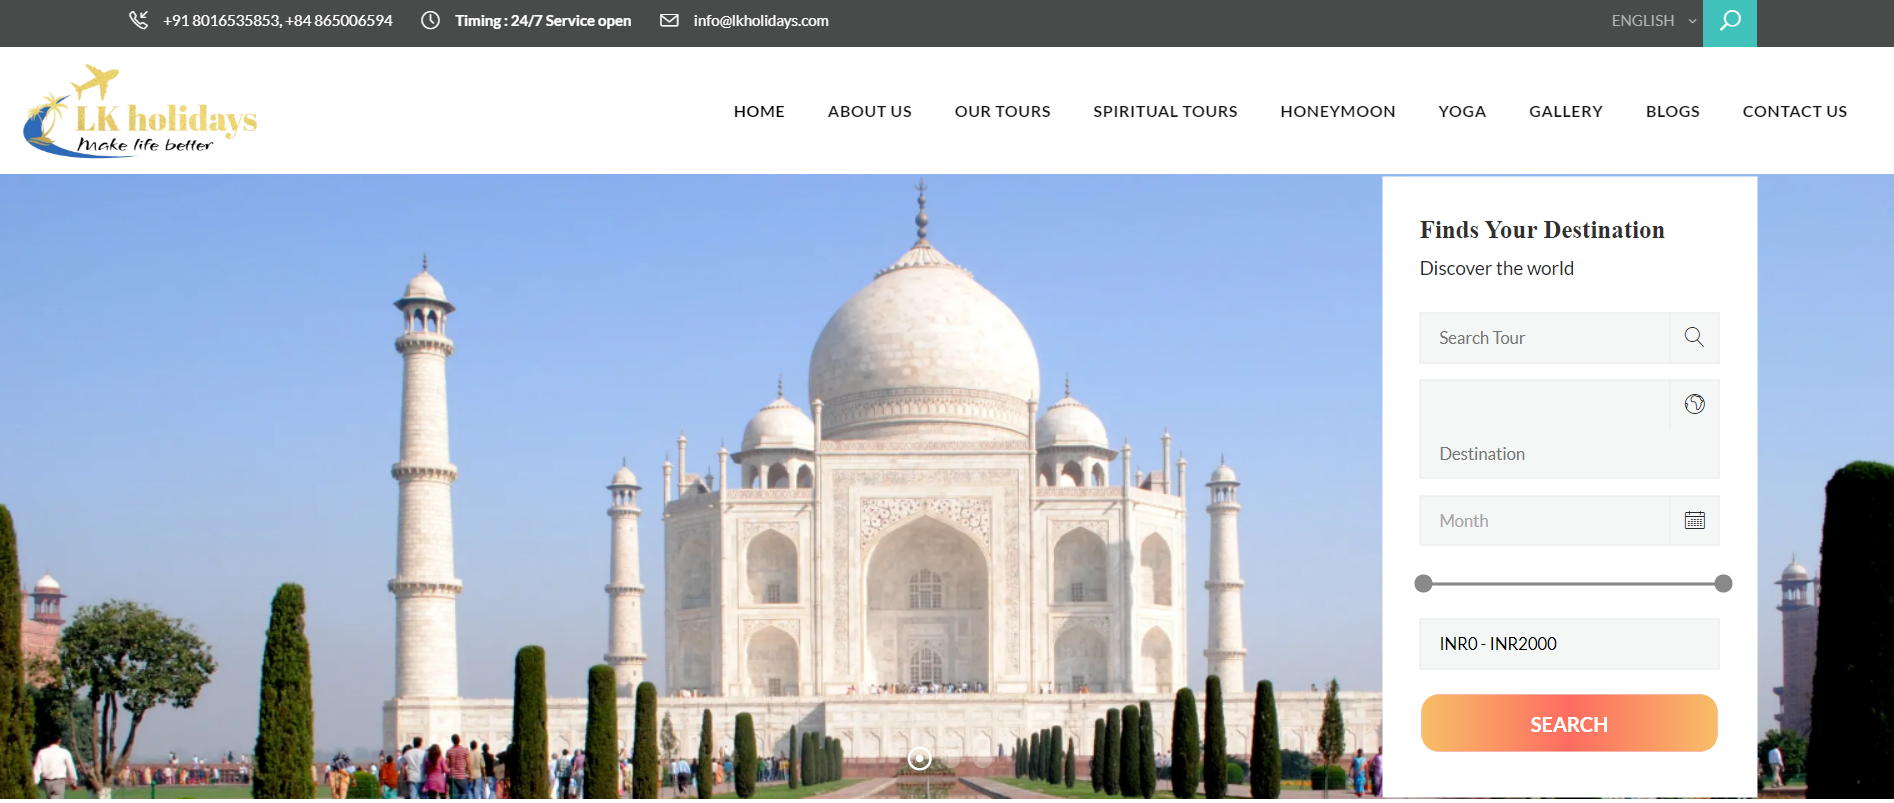 +91 8016535853, +84 865006594
Timing : 24/7 Service open
info@lkholidays.com
ENGLISH
LK holidays
Make life better
HOME
ABOUT US
OUR TOURS
SPIRITUAL TOURS
HONEYMOON
YOGA
GALLERY
BLOGS
CONTACT US
Finds Your Destination
Discover the world
Search Tour
Destination
Month
INR0 - INR2000
SEARCH